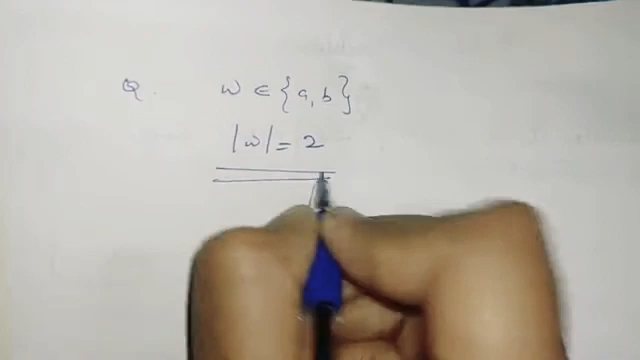 Q. w ∈ {a, b}
|w| = 2